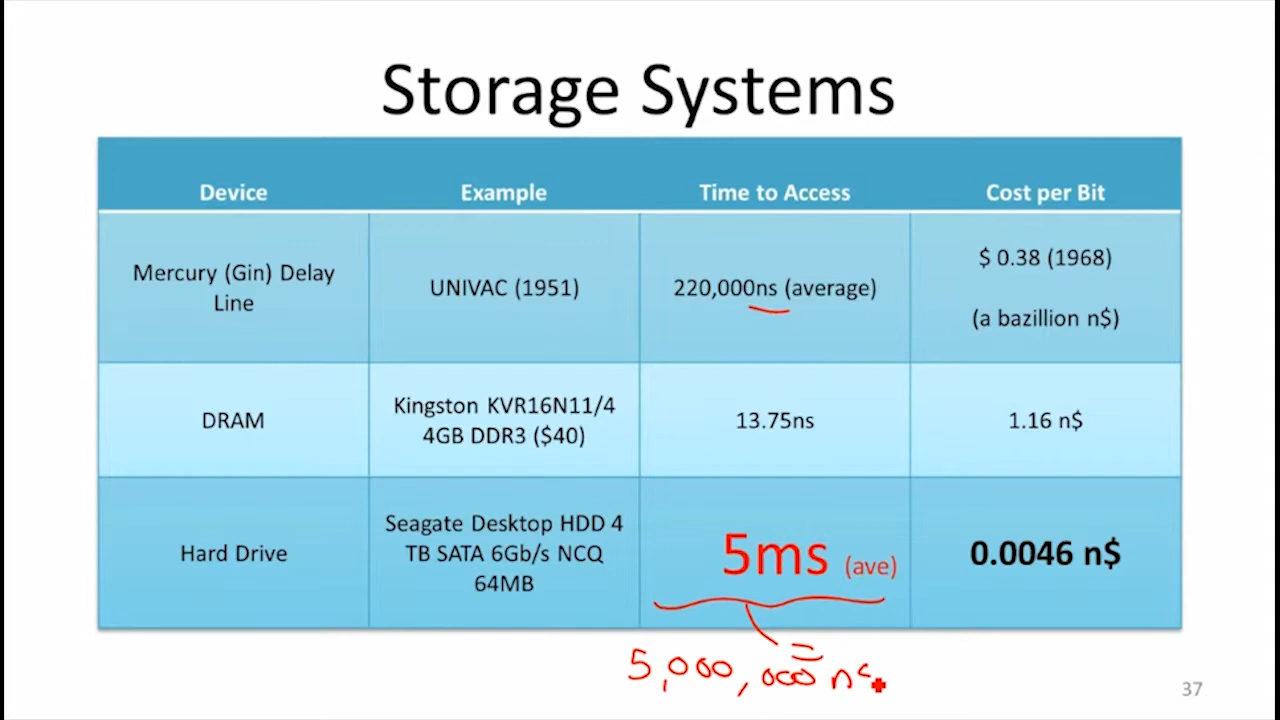 Storage Systems
Device
Example
Time to Access
Cost per Bit
Mercury (Gin) Delay
Line
UNIVAC (1951)
220,000ns (average)
$ 0.38 (1968)
(a bazillion n$)
DRAM
Kingston KVR16N11/4
4GB DDR3 ($40)
13.75ns
1.16 n$
Hard Drive
Seagate Desktop HDD 4
TB SATA 6Gb/s NCQ
64MB
5ms (ave)
0.0046 n$
=
5,000,000 ns
37